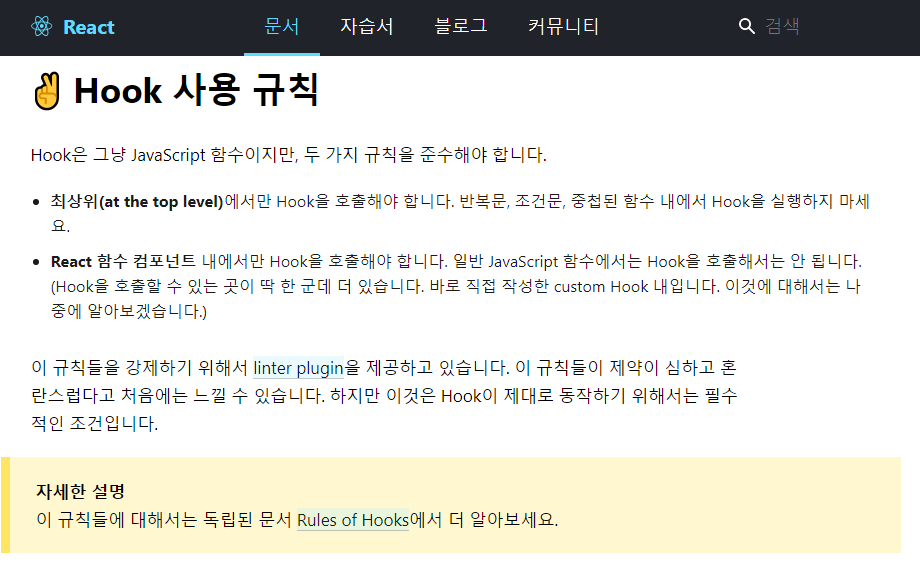 React 문서 자습서 블로그 커뮤니티 검색
✌️ Hook 사용 규칙
Hook은 그냥 JavaScript 함수이지만, 두 가지 규칙을 준수해야 합니다.
• 최상위(at the top level)에서만 Hook을 호출해야 합니다. 반복문, 조건문, 중첩된 함수 내에서 Hook을 실행하지 마세
요.
• React 함수 컴포넌트 내에서만 Hook을 호출해야 합니다. 일반 JavaScript 함수에서는 Hook을 호출해서는 안 됩니다.
(Hook을 호출할 수 있는 곳이 딱 한 군데 더 있습니다. 바로 직접 작성한 custom Hook 내입니다. 이것에 대해서는 나
중에 알아보겠습니다.)
이 규칙들을 강제하기 위해서 linter plugin을 제공하고 있습니다. 이 규칙들이 제약이 심하고 혼
란스럽다고 처음에는 느낄 수 있습니다. 하지만 이것은 Hook이 제대로 동작하기 위해서는 필수
적인 조건입니다.
자세한 설명
이 규칙들에 대해서는 독립된 문서 Rules of Hooks에서 더 알아보세요.